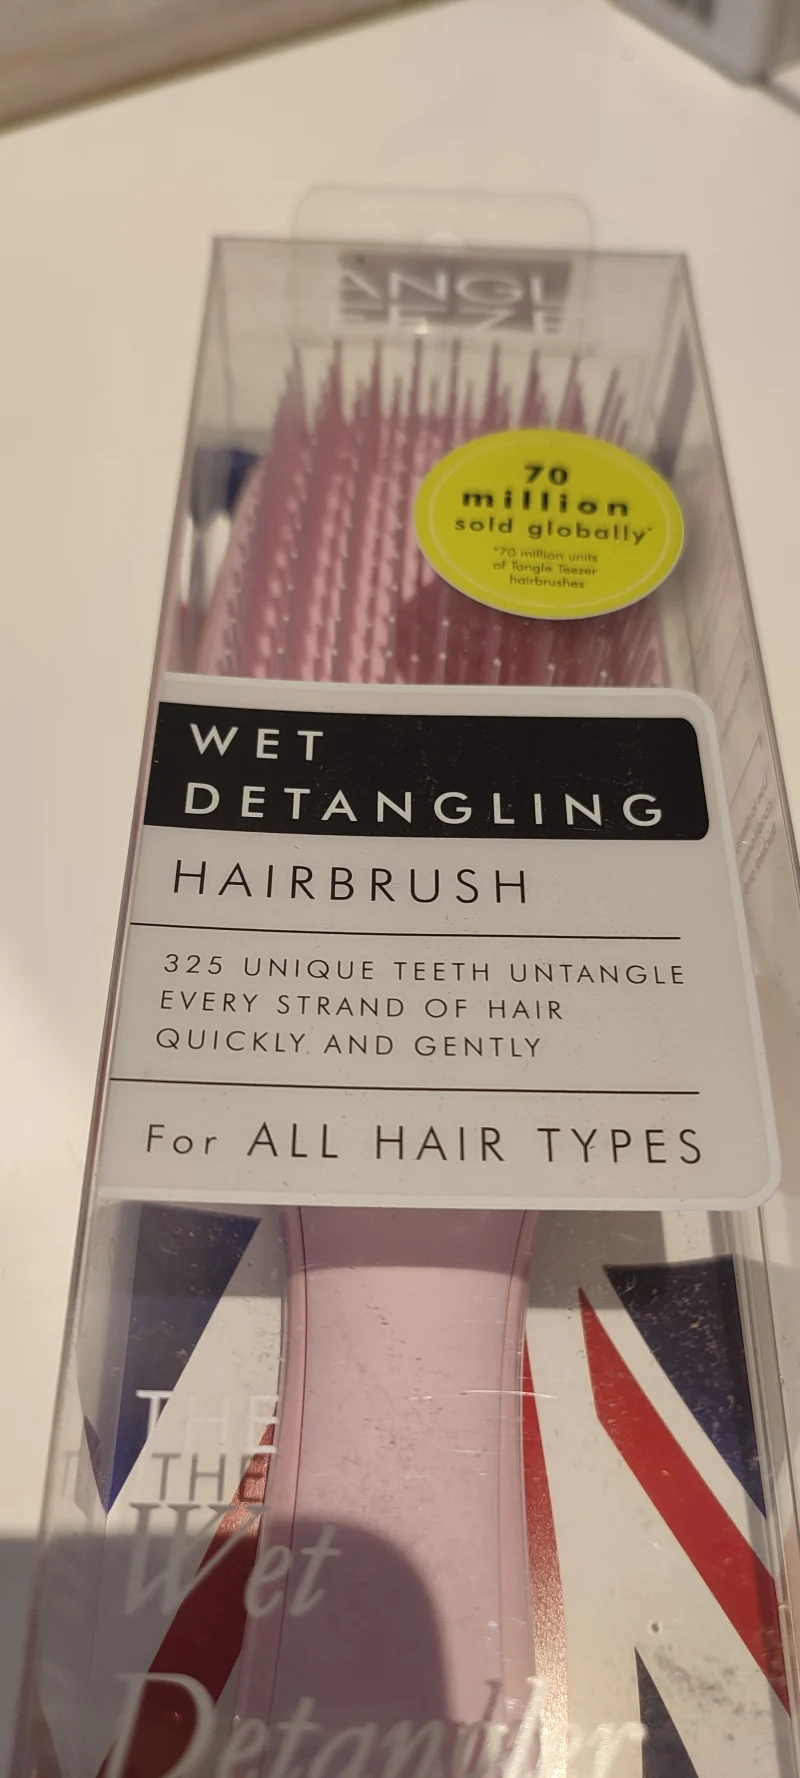 70
million
sold globally*
*70 million units
of Tangle Teezer
hairbrushes
WET
DETANGLING
HAIRBRUSH
325 UNIQUE TEETH UNTANGLE
EVERY STRAND OF HAIR
QUICKLY AND GENTLY
For ALL HAIR TYPES
THE
Wet
Detangler